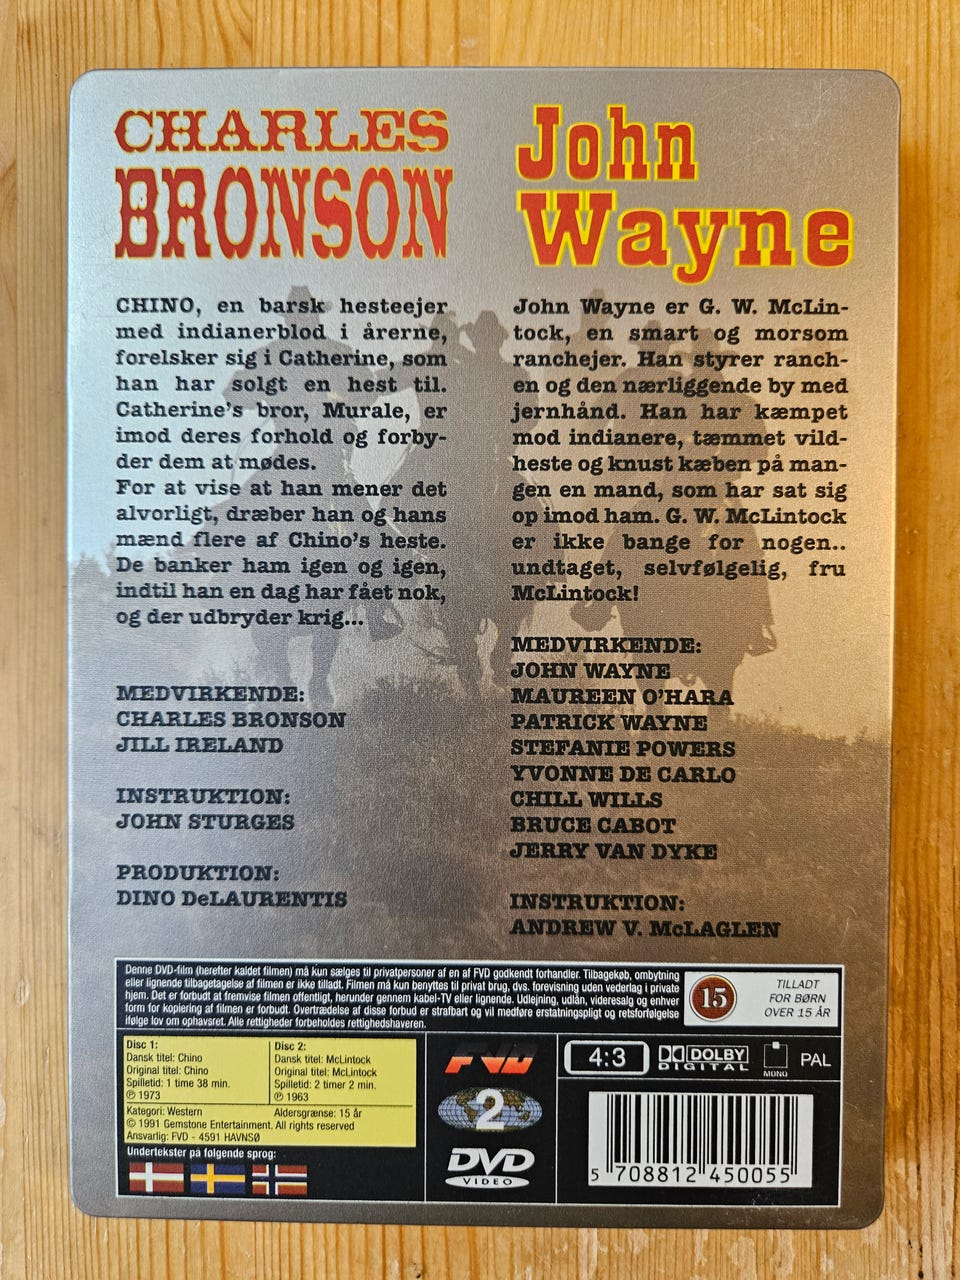 CHARLES
BRONSON
CHINO, en barsk hesteejer
med indianerblod i årerne,
forelsker sig i Catherine, som
han har solgt en hest til.
Catherine's bror, Murale, er
imod deres forhold og forby-
der dem at mødes.
For at vise at han mener det
alvorligt, dræber han og hans
mænd flere af Chino's heste.
De banker ham igen og igen,
indtil han en dag har fået nok,
og der udbryder krig...
MEDVIRKENDE:
CHARLES BRONSON
JILL IRELAND
INSTRUKTION:
JOHN STURGES
PRODUKTION:
DINO DeLAURENTIS
John
Wayne
John Wayne er G. W. McLin-
tock, en smart og morsom
ranchejer. Han styrer ranch-
en og den nærliggende by med
jernhånd. Han har kæmpet
mod indianere, tæmmet vild-
heste og knust kæben på man-
gen en mand, som har sat sig
op imod ham. G. W. McLintock
er ikke bange for nogen..
undtaget, selvfølgelig, fru
McLintock!
MEDVIRKENDE:
JOHN WAYNE
MAUREEN O'HARA
PATRICK WAYNE
STEFANIE POWERS
YVONNE DE CARLO
CHILL WILLS
BRUCE CABOT
JERRY VAN DYKE
INSTRUKTION:
ANDREW V. McLAGLEN
Denne DVD-film (herefter kaldet filmen) må kun sælges til privatpersoner af en af FVD godkendt forhandler. Tilbagekøb, ombytning
eller lignende tilbagetagelse af filmen er ikke tilladt. Filmen må kun benyttes til privat brug, dvs. forevisning uden vederlag i private
hjem. Det er forbudt at fremvise filmen offentligt, herunder gennem kabel-TV eller lignende. Udlejning, udlån, videresalg og enhver
form for kopiering af filmen er forbudt. Overtrædelse af disse forbud er strafbart og vil medføre erstatningspligt og retsforfølgelse
ifølge lov om ophavsret. Alle rettigheder forbeholdes rettighedshaveren.
15
TILLADT
FOR BØRN
OVER 15 ÅR
Disc 1:
Dansk titel: Chino
Original titel: Chino
Spilletid: 1 time 38 min.
℗ 1973
Disc 2:
Dansk titel: McLintock
Original titel: McLintock
Spilletid: 2 timer 2 min.
℗ 1963
Kategori: Western Aldersgrænse: 15 år
© 1991 Gemstone Entertainment. All rights reserved
Ansvarlig: FVD - 4591 HAVNSØ
Undertekster på følgende sprog:
FVD
2
DVD
VIDEO
4:3
DOLBY
DIGITAL
MONO
PAL
5 708812 450055